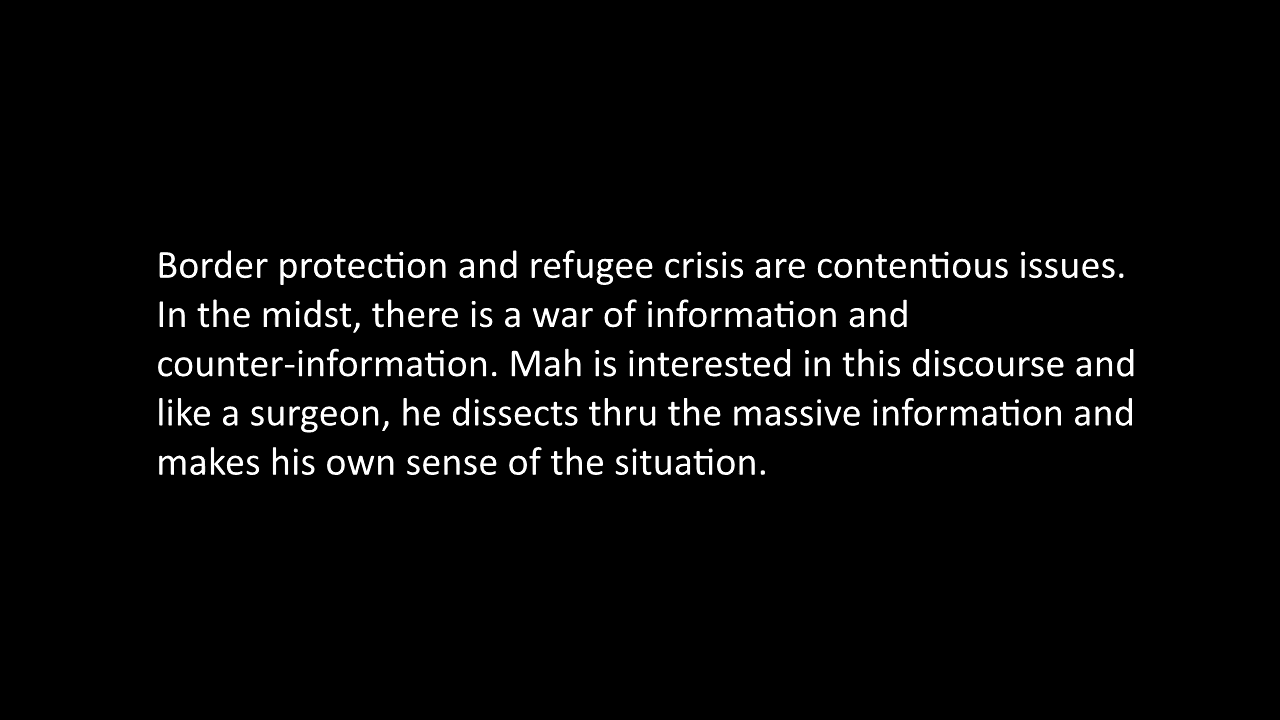 Border protection and refugee crisis are contentious issues.
In the midst, there is a war of information and
counter-information. Mah is interested in this discourse and
like a surgeon, he dissects thru the massive information and
makes his own sense of the situation.